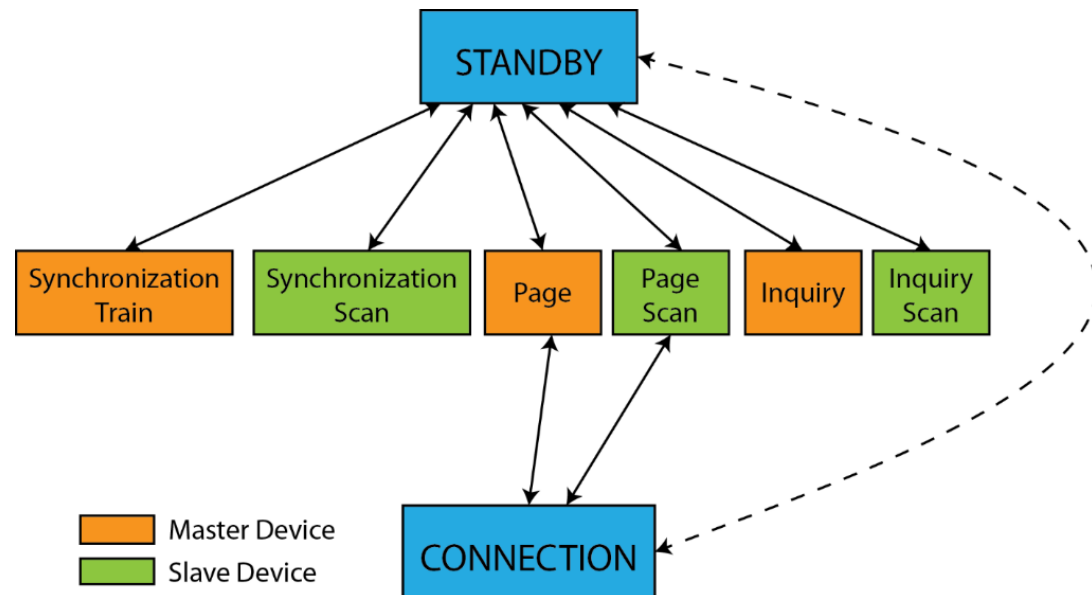 STANDBY
Synchronization
Train
Synchronization
Scan
Page
Page
Scan
Inquiry
Inquiry
Scan
CONNECTION
Master Device
Slave Device